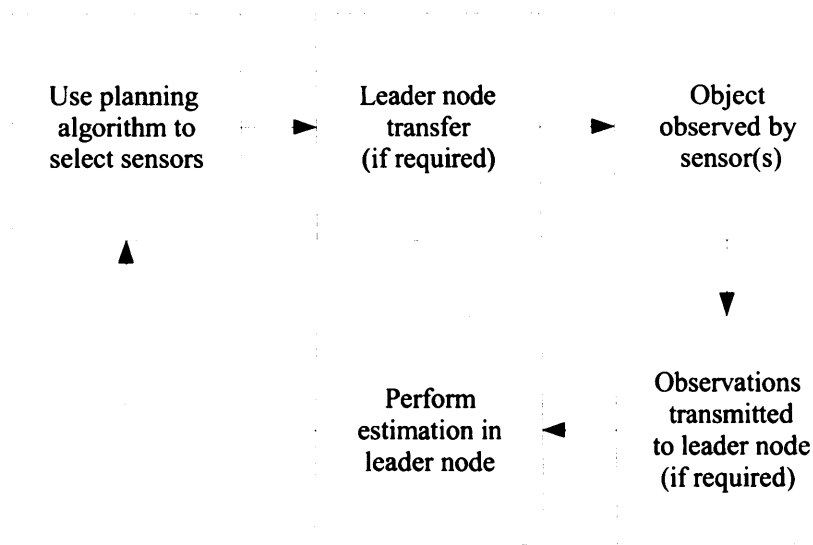 Use planning
algorithm to
select sensors
Leader node
transfer
(if required)
Object
observed by
sensor(s)
Observations
transmitted
to leader node
(if required)
Perform
estimation in
leader node